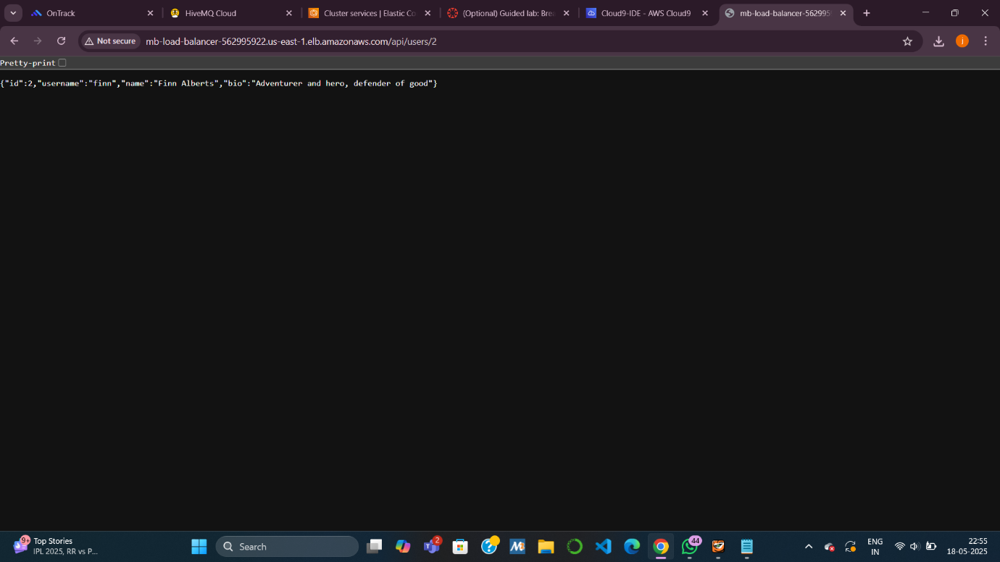 OnTrack
HiveMQ Cloud
Cluster services | Elastic Co
(Optional) Guided lab: Brea
Cloud9-IDE - AWS Cloud9
mb-load-balancer-562995
Not secure
mb-load-balancer-562995922.us-east-1.elb.amazonaws.com/api/users/2
j
Pretty-print
{"id":2,"username":"finn","name":"Finn Alberts","bio":"Adventurer and hero, defender of good"}
9+
Top Stories
IPL 2025, RR vs P...
Search
2
44
ENG
IN
22:55
18-05-2025